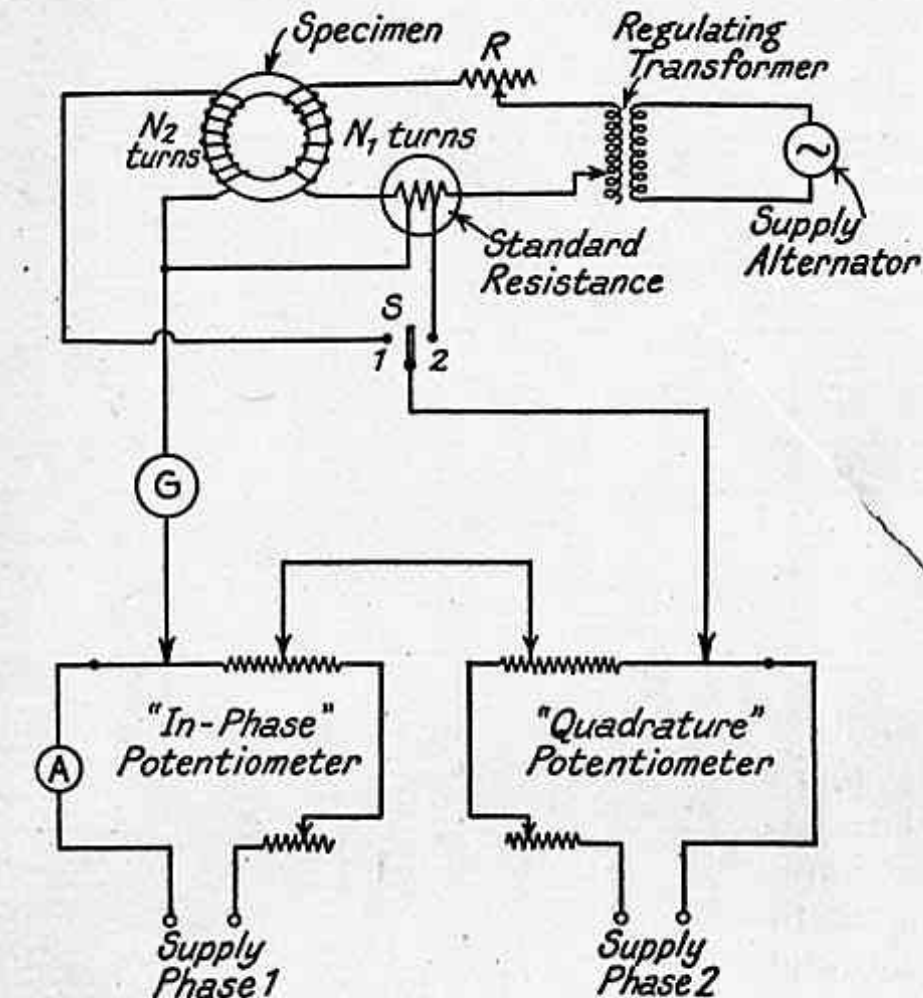 Specimen
R
Regulating
Transformer
N2
turns
N1 turns
Standard
Resistance
Supply
Alternator
S
1 2
G
"In-Phase"
Potentiometer
"Quadrature"
Potentiometer
A
Supply
Phase 1
Supply
Phase 2